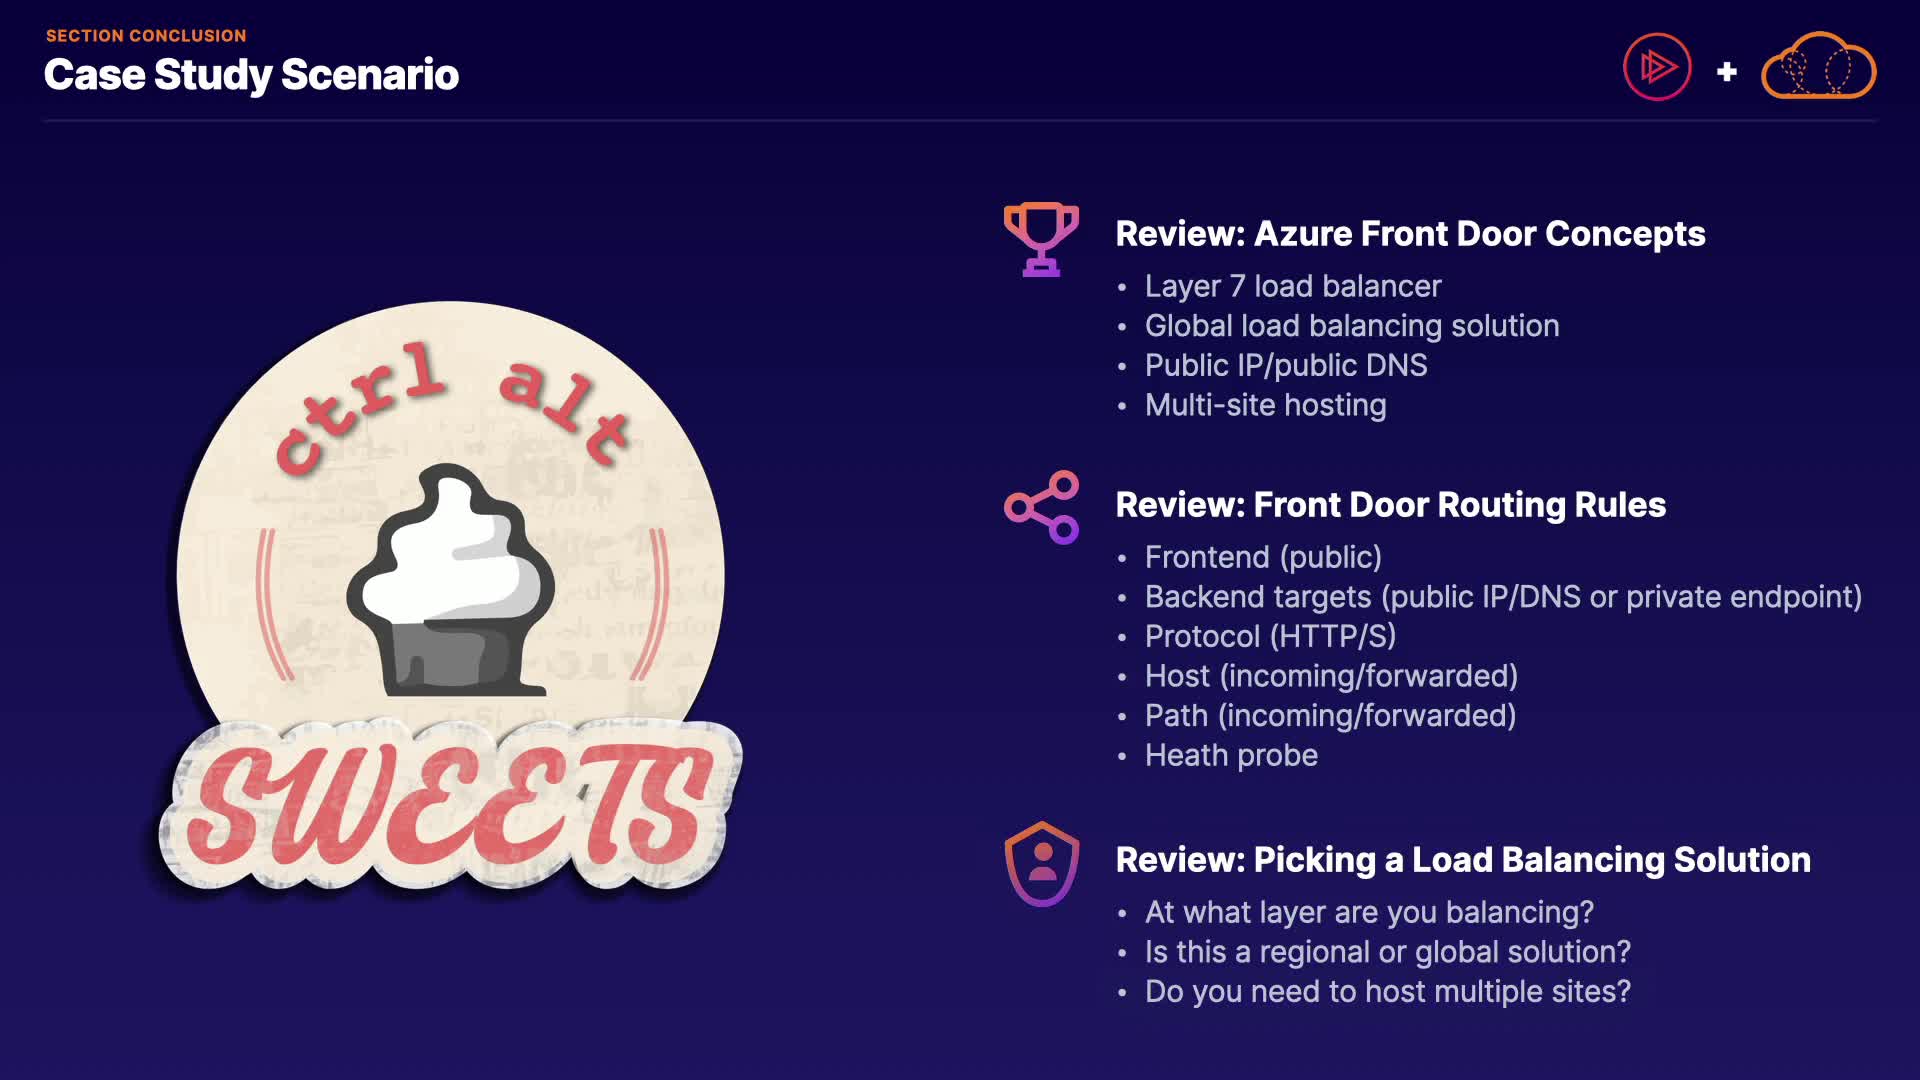 SECTION CONCLUSION
Case Study Scenario
+
ctrl alt
SWEETS
Review: Azure Front Door Concepts
• Layer 7 load balancer
• Global load balancing solution
• Public IP/public DNS
• Multi-site hosting
Review: Front Door Routing Rules
• Frontend (public)
• Backend targets (public IP/DNS or private endpoint)
• Protocol (HTTP/S)
• Host (incoming/forwarded)
• Path (incoming/forwarded)
• Heath probe
Review: Picking a Load Balancing Solution
• At what layer are you balancing?
• Is this a regional or global solution?
• Do you need to host multiple sites?